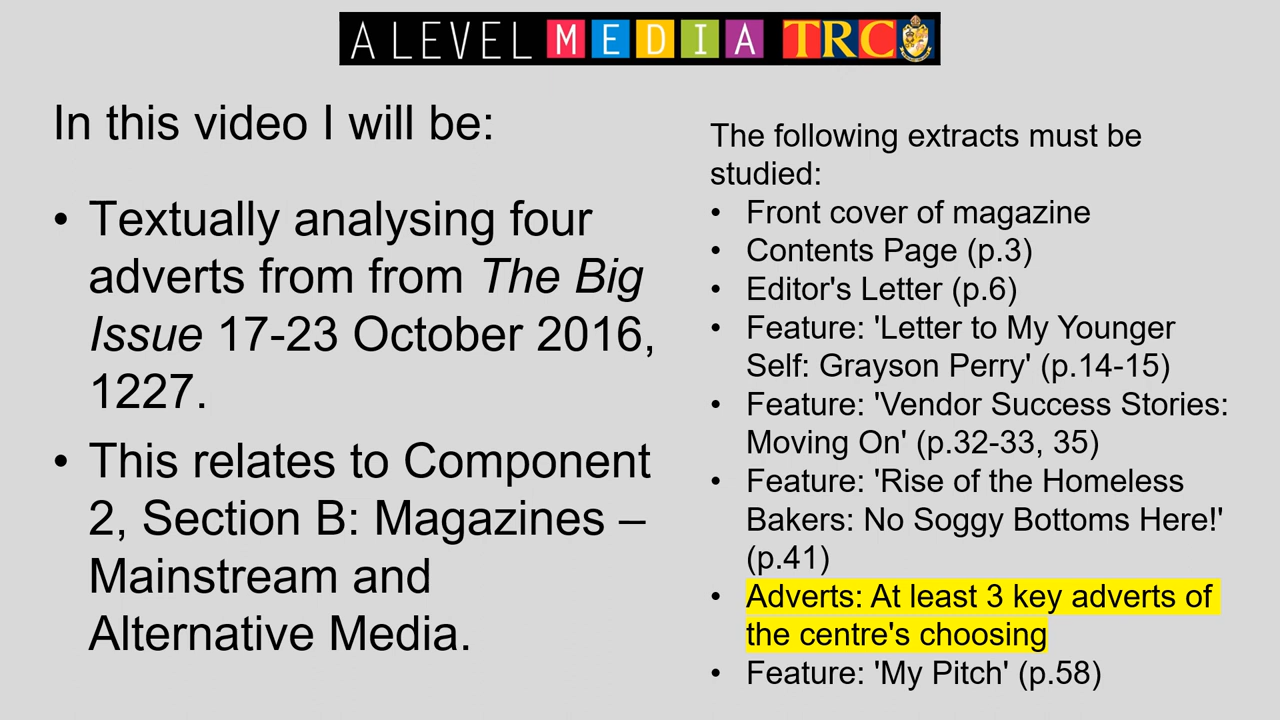 A LEVEL MEDIA TRC
In this video I will be:
• Textually analysing four
adverts from from The Big
Issue 17-23 October 2016,
1227.
• This relates to Component
2, Section B: Magazines –
Mainstream and
Alternative Media.
The following extracts must be
studied:
• Front cover of magazine
• Contents Page (p.3)
• Editor's Letter (p.6)
• Feature: 'Letter to My Younger
Self: Grayson Perry' (p.14-15)
• Feature: 'Vendor Success Stories:
Moving On' (p.32-33, 35)
• Feature: 'Rise of the Homeless
Bakers: No Soggy Bottoms Here!'
(p.41)
• Adverts: At least 3 key adverts of
the centre's choosing
• Feature: 'My Pitch' (p.58)